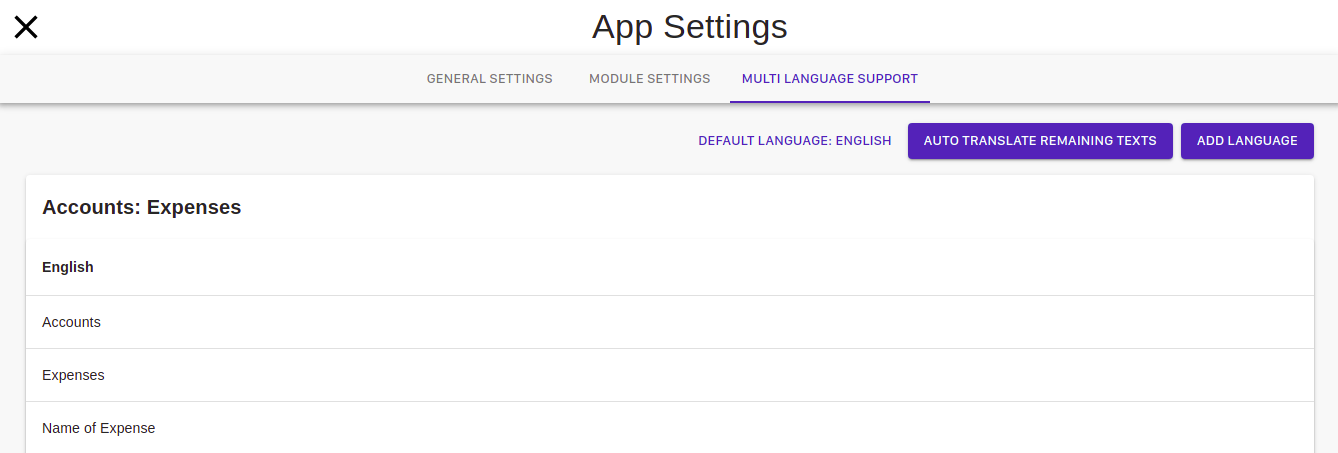 App Settings
GENERAL SETTINGS MODULE SETTINGS MULTI LANGUAGE SUPPORT
DEFAULT LANGUAGE: ENGLISH AUTO TRANSLATE REMAINING TEXTS ADD LANGUAGE
Accounts: Expenses
English
Accounts
Expenses
Name of Expense